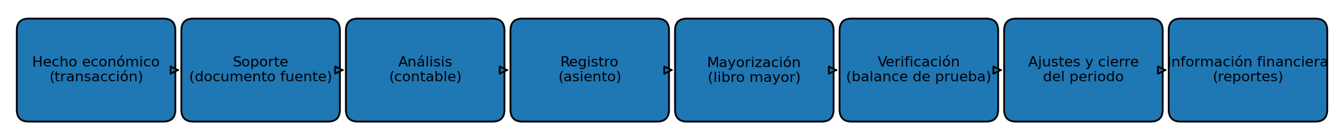 Hecho económico
(transacción)
Soporte
(documento fuente)
Análisis
(contable)
Registro
(asiento)
Mayorización
(libro mayor)
Verificación
(balance de prueba)
Ajustes y cierre
del periodo
Información financiera
(reportes)